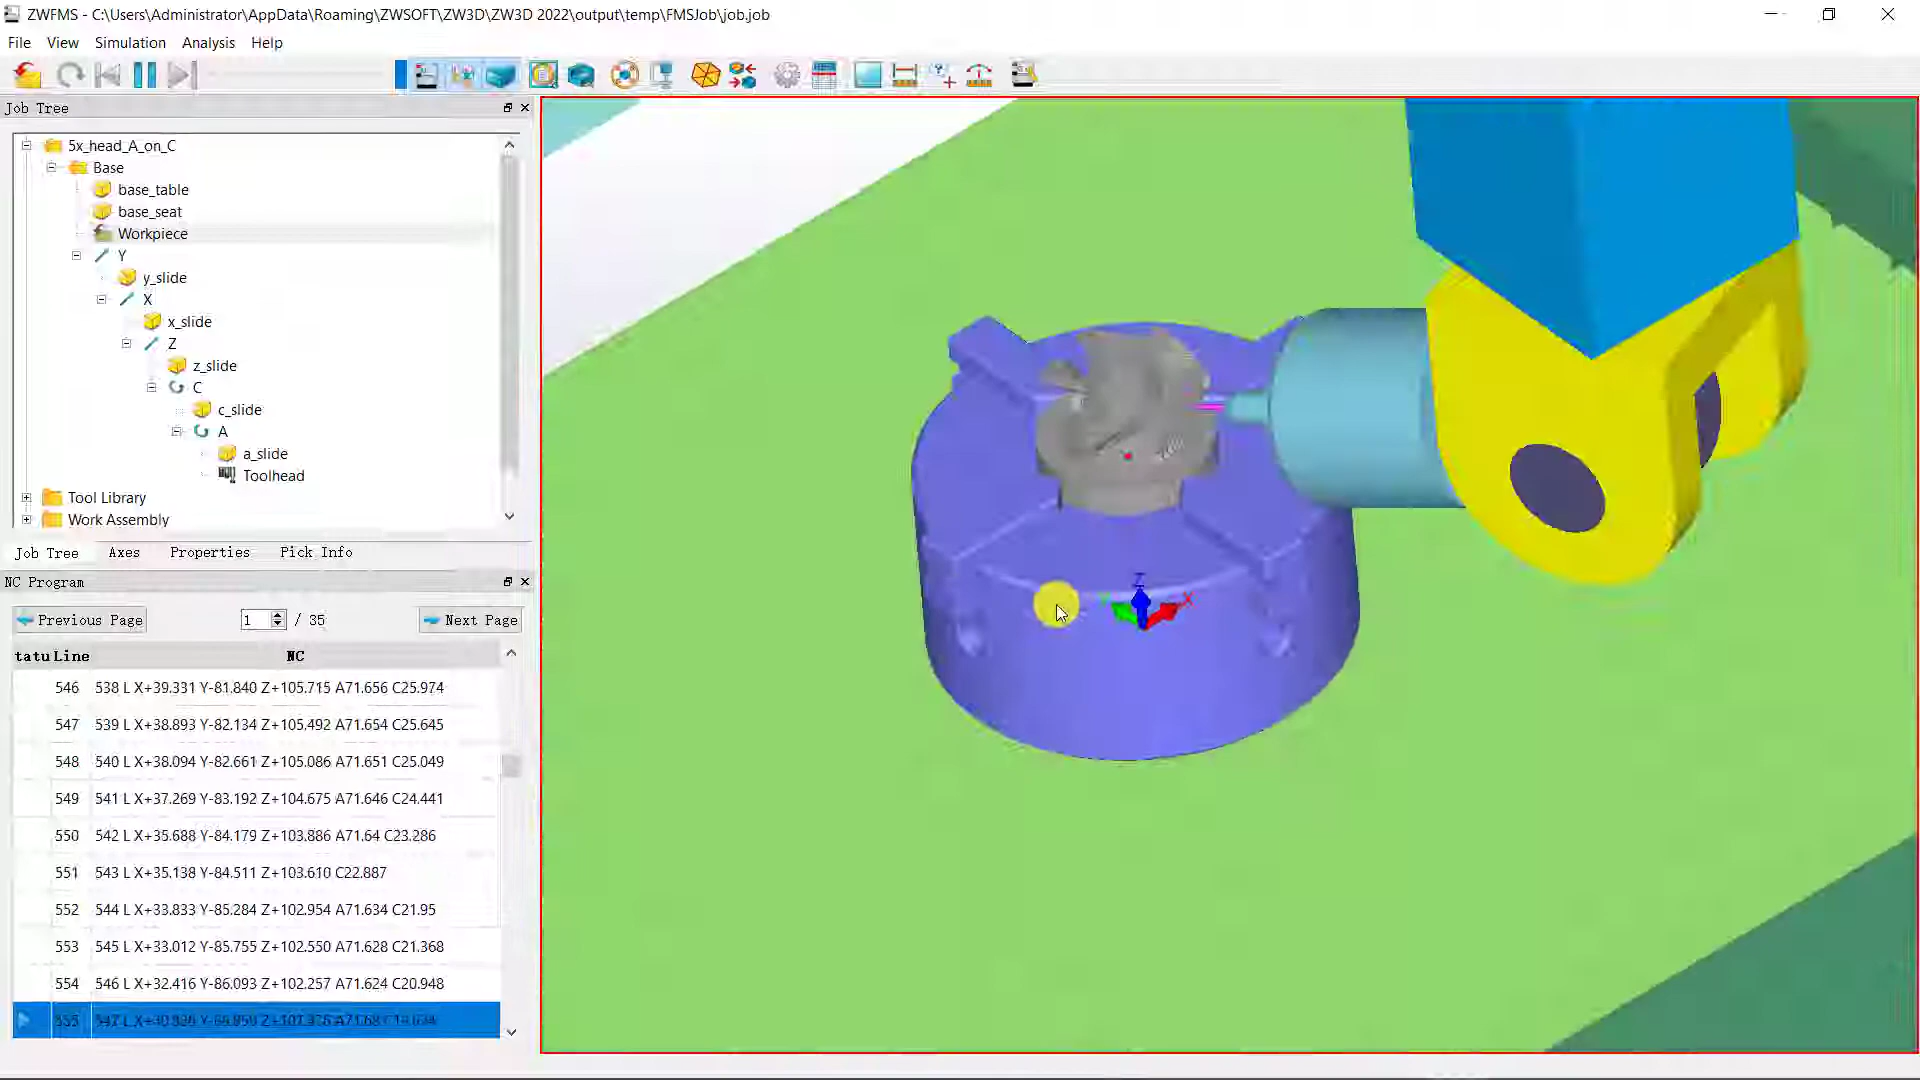 ZWFMS - C:\Users\Administrator\AppData\Roaming\ZWSOFT\ZW3D\ZW3D 2022\output\temp\FMSJob\job.job
File View Simulation Analysis Help
Job Tree
5x_head_A_on_C
Base
base_table
base_seat
Workpiece
Y
y_slide
X
x_slide
Z
z_slide
C
c_slide
A
a_slide
Toolhead
Tool Library
Work Assembly
Job Tree Axes Properties Pick Info
NC Program
Previous Page 1 / 35 Next Page
tatu Line NC
546 538 L X+39.331 Y-81.840 Z+105.715 A71.656 C25.974
547 539 L X+38.893 Y-82.134 Z+105.492 A71.654 C25.645
548 540 L X+38.094 Y-82.661 Z+105.086 A71.651 C25.049
549 541 L X+37.269 Y-83.192 Z+104.675 A71.646 C24.441
550 542 L X+35.688 Y-84.179 Z+103.886 A71.64 C23.286
551 543 L X+35.138 Y-84.511 Z+103.610 C22.887
552 544 L X+33.833 Y-85.284 Z+102.954 A71.634 C21.95
553 545 L X+33.012 Y-85.755 Z+102.550 A71.628 C21.368
554 546 L X+32.416 Y-86.093 Z+102.257 A71.624 C20.948
555 547 L
Z
X